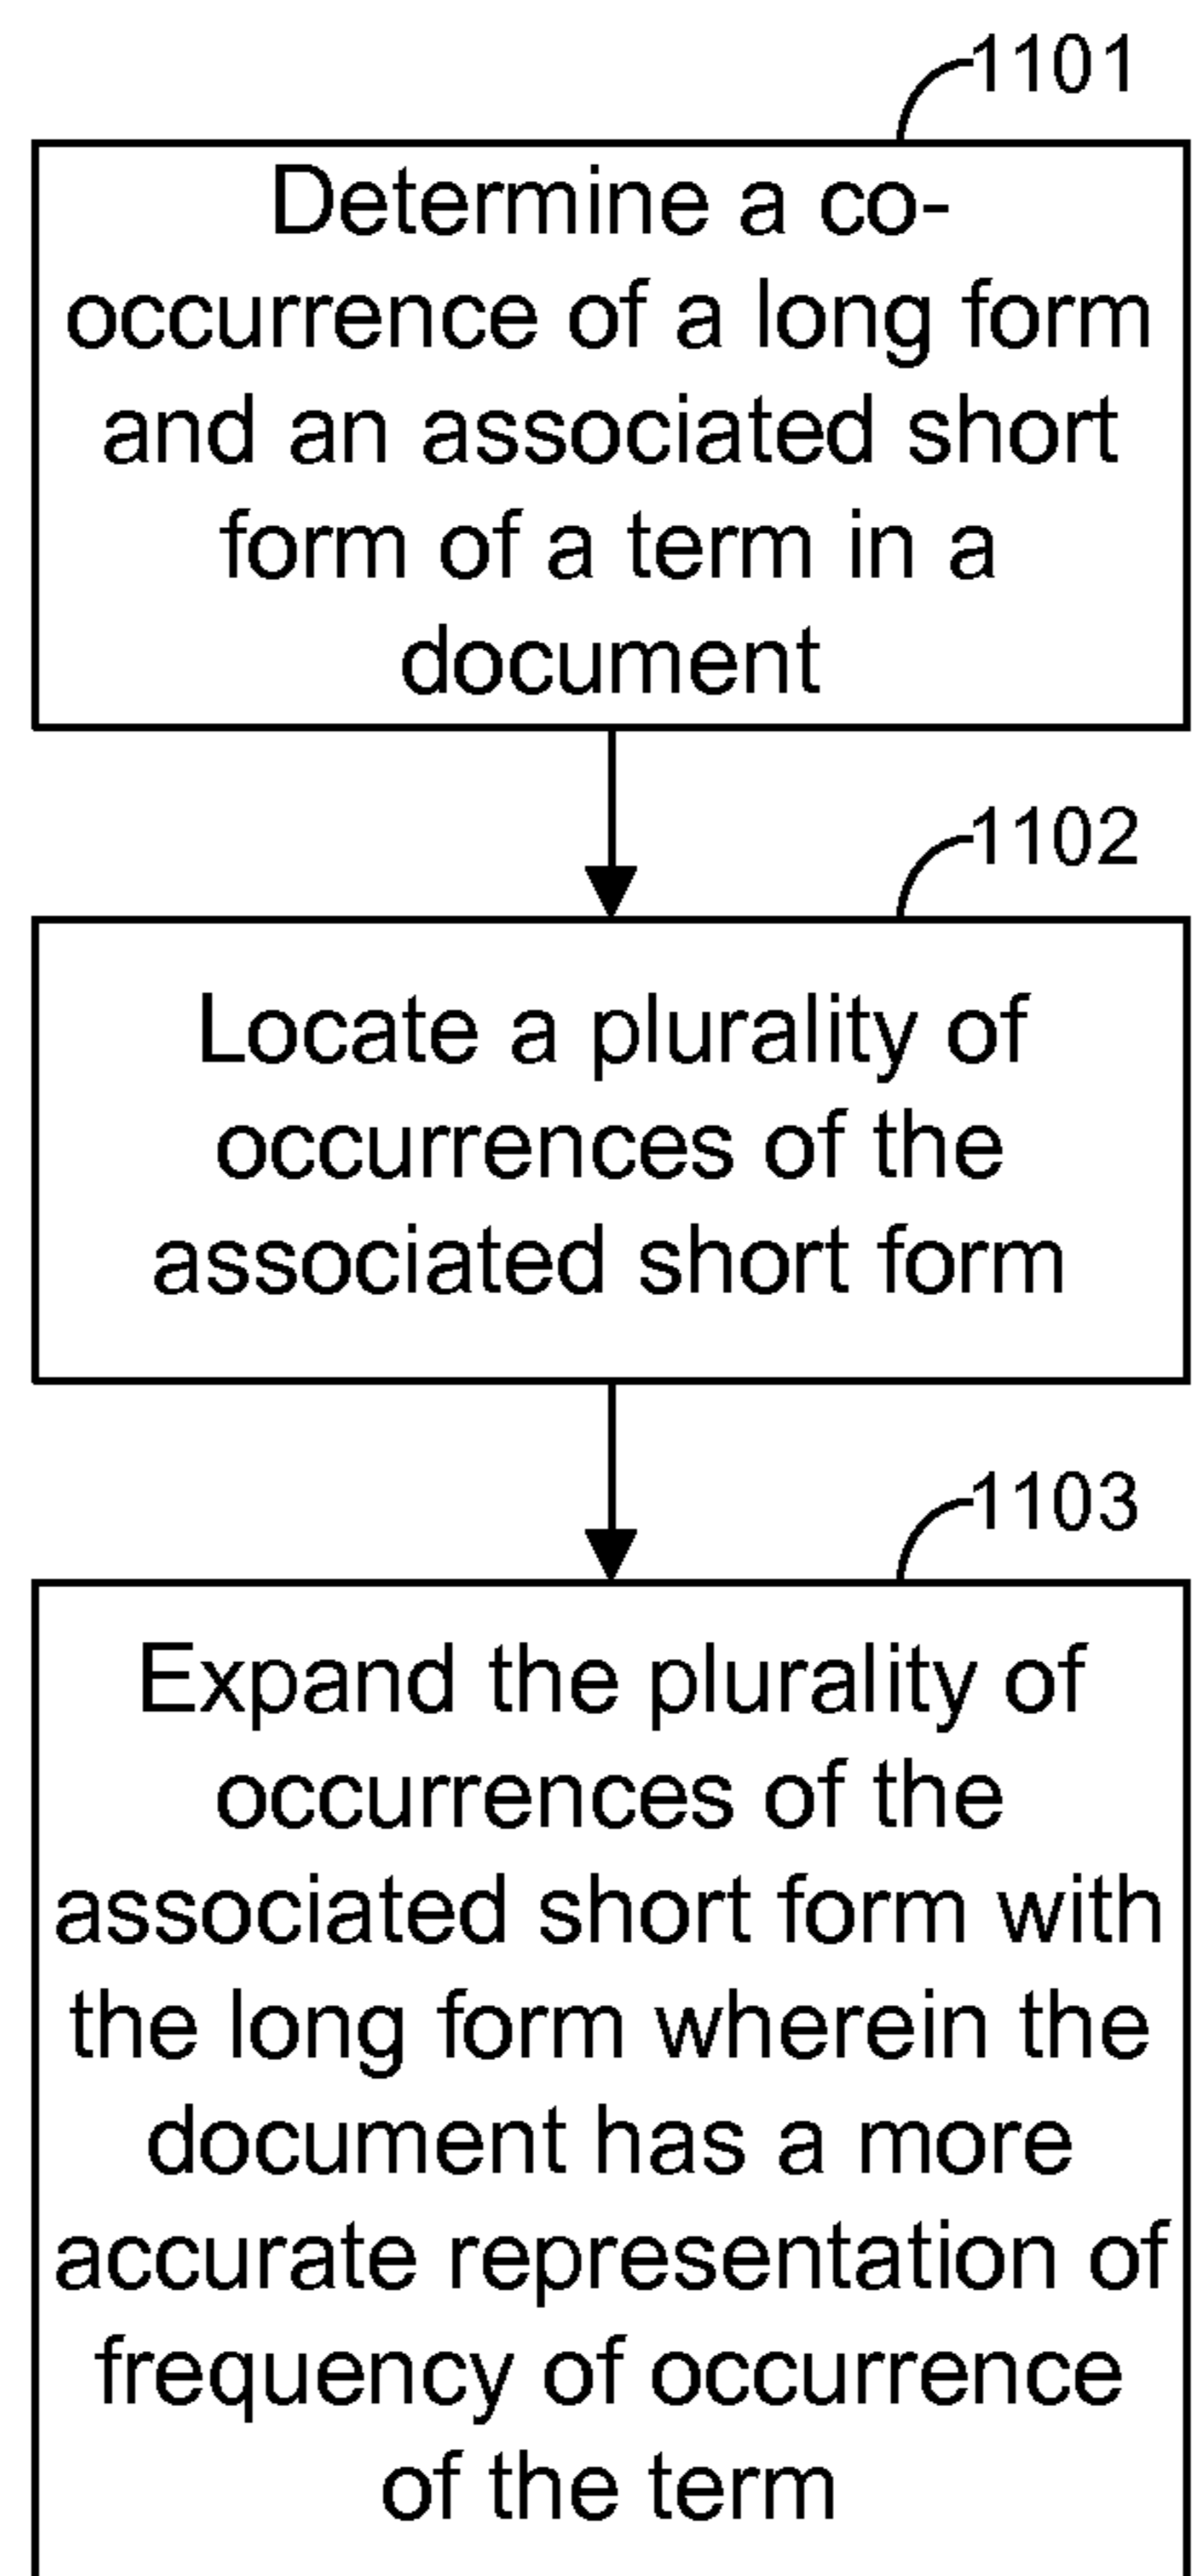 1101
Determine a co-
occurrence of a long form
and an associated short
form of a term in a
document
1102
Locate a plurality of
occurrences of the
associated short form
1103
Expand the plurality of
occurrences of the
associated short form with
the long form wherein the
document has a more
accurate representation of
frequency of occurrence
of the term